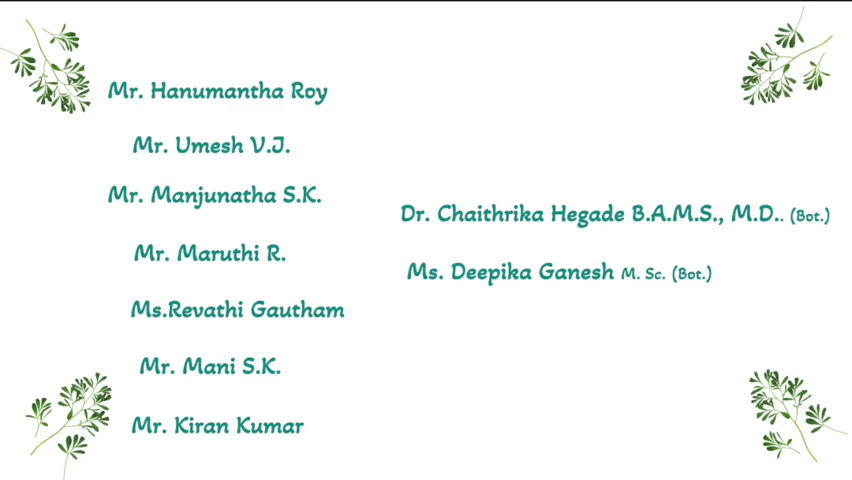 Mr. Hanumantha Roy
Mr. Umesh V.J.
Mr. Manjunatha S.K.
Mr. Maruthi R.
Ms.Revathi Gautham
Mr. Mani S.K.
Mr. Kiran Kumar
Dr. Chaithrika Hegade B.A.M.S., M.D.. (Bot.)
Ms. Deepika Ganesh M. Sc. (Bot.)